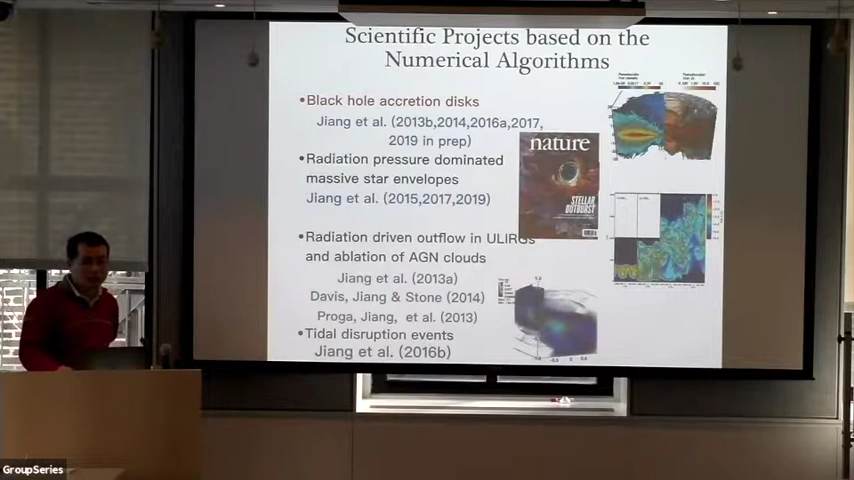 Scientific Projects based on the
Numerical Algorithms
•Black hole accretion disks
Jiang et al. (2013b,2014,2016a,2017,
2019 in prep)
•Radiation pressure dominated
massive star envelopes
Jiang et al. (2015,2017,2019)
•Radiation driven outflow in ULIRGs
and ablation of AGN clouds
Jiang et al. (2013a)
Davis, Jiang & Stone (2014)
Proga, Jiang, et al. (2013)
•Tidal disruption events
Jiang et al. (2016b)
nature
STELLAR
OUTBURST
GroupSeries